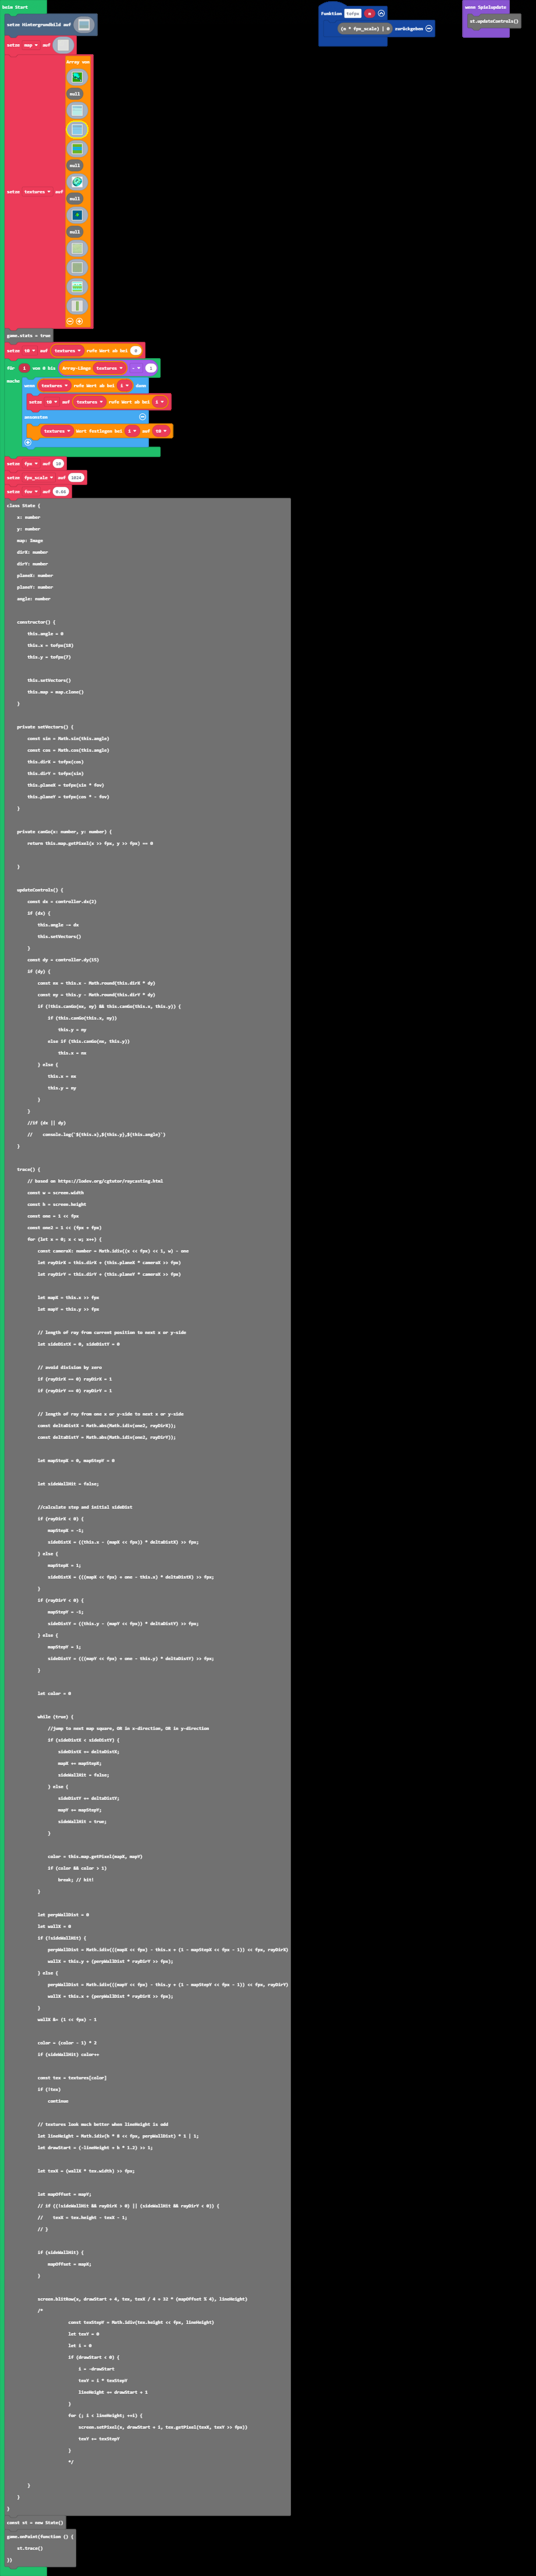 beim Start
setze Hintergrundbild auf
setze map auf
Array aus
null
null
null
null
setze textures auf
game.stats = true
setze tR auf textures rufe Wert ab bei 0
für i von 0 bis Array-Länge textures - 1
mache
wenn textures rufe Wert ab bei i dann
setze tR auf textures rufe Wert ab bei i
ansonsten
textures Wert festlegen bei i auf tR
setze fpx auf 10
setze fpx_scale auf 1024
setze fov auf 0.66
class State {
x: number
y: number
map: Image
dirX: number
dirY: number
planeX: number
planeY: number
angle: number
constructor() {
this.angle = 0
this.x = tofpx(18)
this.y = tofpx(7)
this.setVectors()
this.map = map.clone()
}
private setVectors() {
const sin = Math.sin(this.angle)
const cos = Math.cos(this.angle)
this.dirX = tofpx(cos)
this.dirY = tofpx(sin)
this.planeX = tofpx(sin * fov)
this.planeY = tofpx(cos * - fov)
}
private canGo(x: number, y: number) {
return this.map.getPixel(x >> fpx, y >> fpx) == 0
}
updateControls() {
const dx = controller.dx(2)
if (dx) {
this.angle -= dx
this.setVectors()
}
const dy = controller.dy(15)
if (dy) {
const nx = this.x - Math.round(this.dirX * dy)
const ny = this.y - Math.round(this.dirY * dy)
if (!this.canGo(nx, ny) && this.canGo(this.x, this.y)) {
if (this.canGo(this.x, ny))
this.y = ny
else if (this.canGo(nx, this.y))
this.x = nx
} else {
this.x = nx
this.y = ny
}
}
//if (dx || dy)
// console.log(`${this.x},${this.y},${this.angle}`)
}
trace() {
// based on https://lodev.org/cgtutor/raycasting.html
const w = screen.width
const h = screen.height
const one = 1 << fpx
const one2 = 1 << (fpx + fpx)
for (let x = 0; x < w; x++) {
const cameraX: number = Math.idiv((x << fpx) << 1, w) - one
let rayDirX = this.dirX + (this.planeX * cameraX >> fpx)
let rayDirY = this.dirY + (this.planeY * cameraX >> fpx)
let mapX = this.x >> fpx
let mapY = this.y >> fpx
// length of ray from current position to next x or y-side
let sideDistX = 0, sideDistY = 0
// avoid division by zero
if (rayDirX == 0) rayDirX = 1
if (rayDirY == 0) rayDirY = 1
// length of ray from one x or y-side to next x or y-side
const deltaDistX = Math.abs(Math.idiv(one2, rayDirX));
const deltaDistY = Math.abs(Math.idiv(one2, rayDirY));
let mapStepX = 0, mapStepY = 0
let sideWallHit = false;
//calculate step and initial sideDist
if (rayDirX < 0) {
mapStepX = -1;
sideDistX = ((this.x - (mapX << fpx)) * deltaDistX) >> fpx;
} else {
mapStepX = 1;
sideDistX = (((mapX << fpx) + one - this.x) * deltaDistX) >> fpx;
}
if (rayDirY < 0) {
mapStepY = -1;
sideDistY = ((this.y - (mapY << fpx)) * deltaDistY) >> fpx;
} else {
mapStepY = 1;
sideDistY = (((mapY << fpx) + one - this.y) * deltaDistY) >> fpx;
}
let color = 0
while (true) {
//jump to next map square, OR in x-direction, OR in y-direction
if (sideDistX < sideDistY) {
sideDistX += deltaDistX;
mapX += mapStepX;
sideWallHit = false;
} else {
sideDistY += deltaDistY;
mapY += mapStepY;
sideWallHit = true;
}
color = this.map.getPixel(mapX, mapY)
if (color && color > 1)
break; // hit!
}
let perpWallDist = 0
let wallX = 0
if (!sideWallHit) {
perpWallDist = Math.idiv(((mapX << fpx) - this.x + (1 - mapStepX << fpx - 1)) << fpx, rayDirX)
wallX = this.y + (perpWallDist * rayDirY >> fpx);
} else {
perpWallDist = Math.idiv(((mapY << fpx) - this.y + (1 - mapStepY << fpx - 1)) << fpx, rayDirY)
wallX = this.x + (perpWallDist * rayDirX >> fpx);
}
wallX &= (1 << fpx) - 1
color = (color - 1) * 2
if (sideWallHit) color++
const tex = textures[color]
if (!tex)
continue
// textures look much better when lineHeight is odd
let lineHeight = Math.idiv(h * 8 << fpx, perpWallDist) * 1 | 1;
let drawStart = (-lineHeight + h * 1.2) >> 1;
let texX = (wallX * tex.width) >> fpx;
let mapOffset = mapY;
// if ((!sideWallHit && rayDirX > 0) || (sideWallHit && rayDirY < 0)) {
// texX = tex.height - texX - 1;
// }
if (sideWallHit) {
mapOffset = mapX;
}
screen.blitRow(x, drawStart + 4, tex, texX / 4 + 32 * (mapOffset % 4), lineHeight)
/*
const texStepY = Math.idiv(tex.height << fpx, lineHeight)
let texY = 0
let i = 0
if (drawStart < 0) {
i = -drawStart
texY = i * texStepY
lineHeight += drawStart + 1
}
for (; i < lineHeight; ++i) {
screen.setPixel(x, drawStart + i, tex.getPixel(texX, texY >> fpx))
texY += texStepY
}
*/
}
}
}
const st = new State()
game.onPaint(function () {
st.trace()
})
Funktion tofpx n
(n * fpx_scale) | 0 zurückgeben
wenn Spielupdate
st.updateControls()